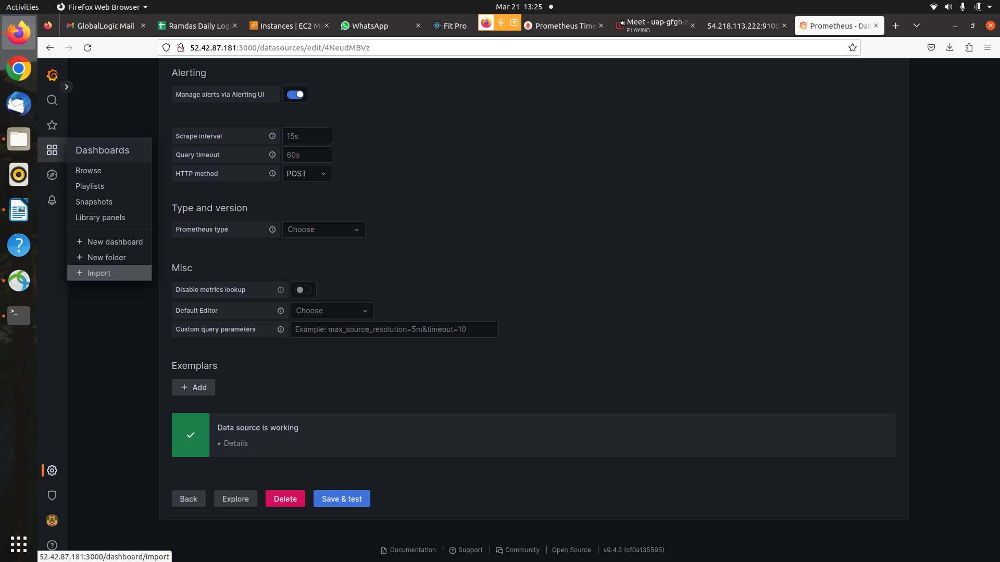 Activities
Firefox Web Browser
Mar 21 13:25
GlobalLogic Mail
Ramdas Daily Log
Instances | EC2 Ma
WhatsApp
Fit Pro
Prometheus Time
Meet - uap-gfgh-z
PLAYING
54.218.113.222:9100
Prometheus - Data
52.42.87.181:3000/datasources/edit/4NeudMBVz
Alerting
Manage alerts via Alerting UI
Scrape interval
15s
Query timeout
60s
HTTP method
POST
Type and version
Prometheus type
Choose
Misc
Disable metrics lookup
Default Editor
Choose
Custom query parameters
Example: max_source_resolution=5m&timeout=10
Exemplars
Add
Data source is working
Details
Back
Explore
Delete
Save & test
Dashboards
Browse
Playlists
Snapshots
Library panels
New dashboard
New folder
Import
Documentation | Support | Community | Open Source | v9.4.3 (cf0a135595)
52.42.87.181:3000/dashboard/import